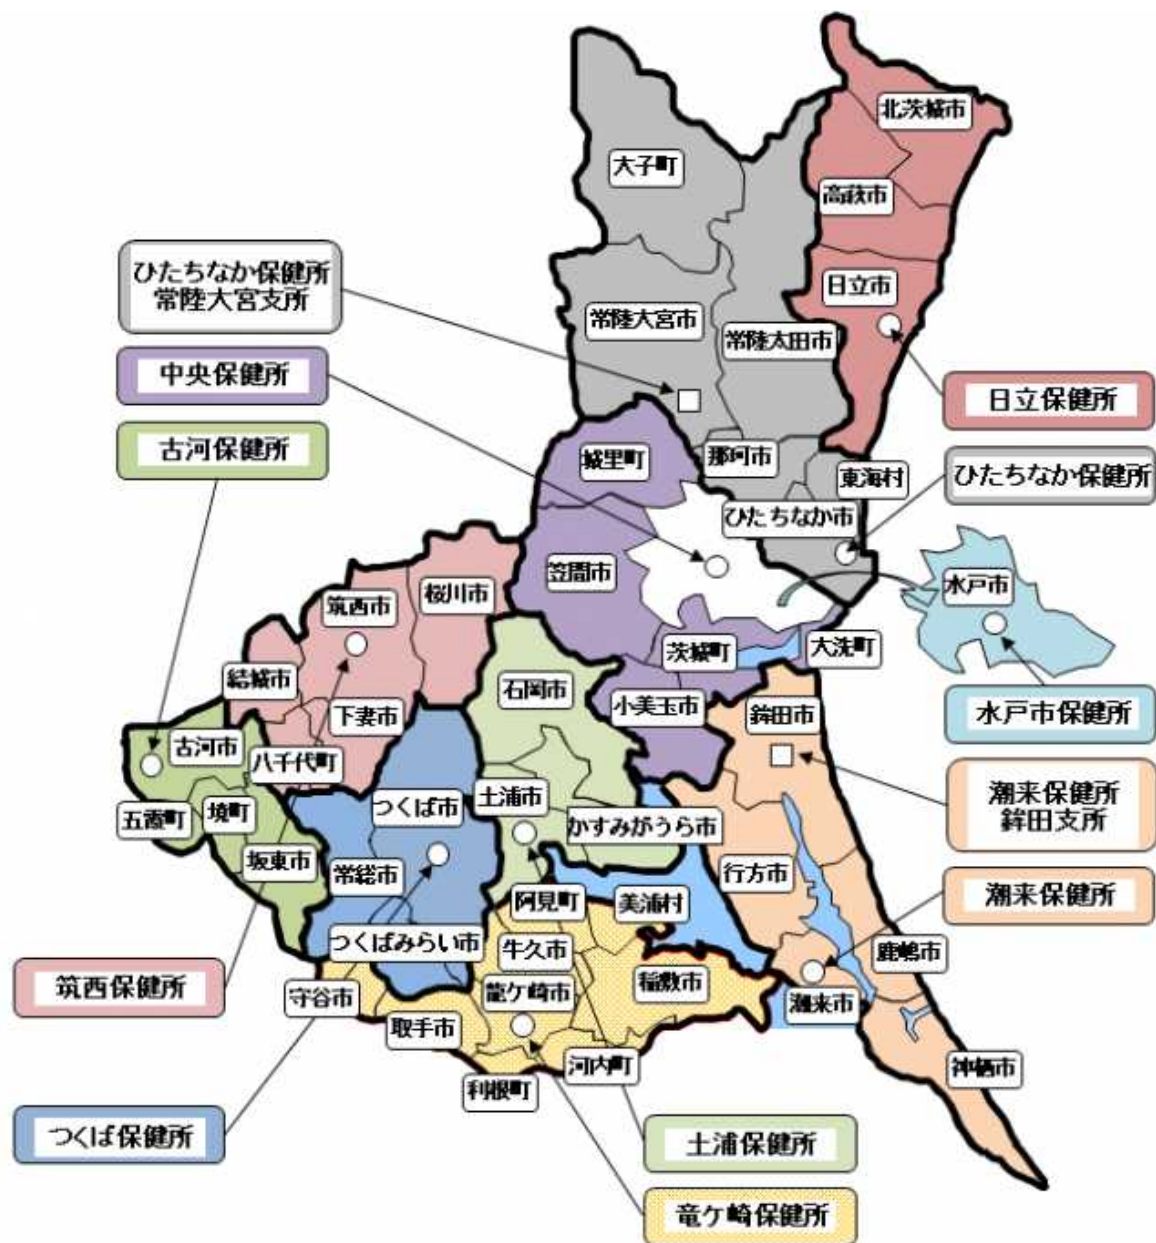 北茨城市
大子町
高萩市
ひたちなか保健所
常陸大宮支所
日立市
常陸大宮市
常陸太田市
中央保健所
日立保健所
古河保健所
城里町
那珂市
東海村
ひたちなか保健所
ひたちなか市
笠間市
桜川市
水戸市
筑西市
茨城町
大洗町
結城市
石岡市
下妻市
小美玉市
鉾田市
水戸市保健所
古河市
八千代町
潮来保健所
鉾田支所
つくば市
土浦市
五霞町
境町
かすみがうら市
坂東市
常総市
行方市
潮来保健所
阿見町
美浦村
つくばみらい市
牛久市
鹿嶋市
筑西保健所
守谷市
龍ケ崎市
稲敷市
潮来市
取手市
河内町
神栖市
利根町
つくば保健所
土浦保健所
竜ケ崎保健所